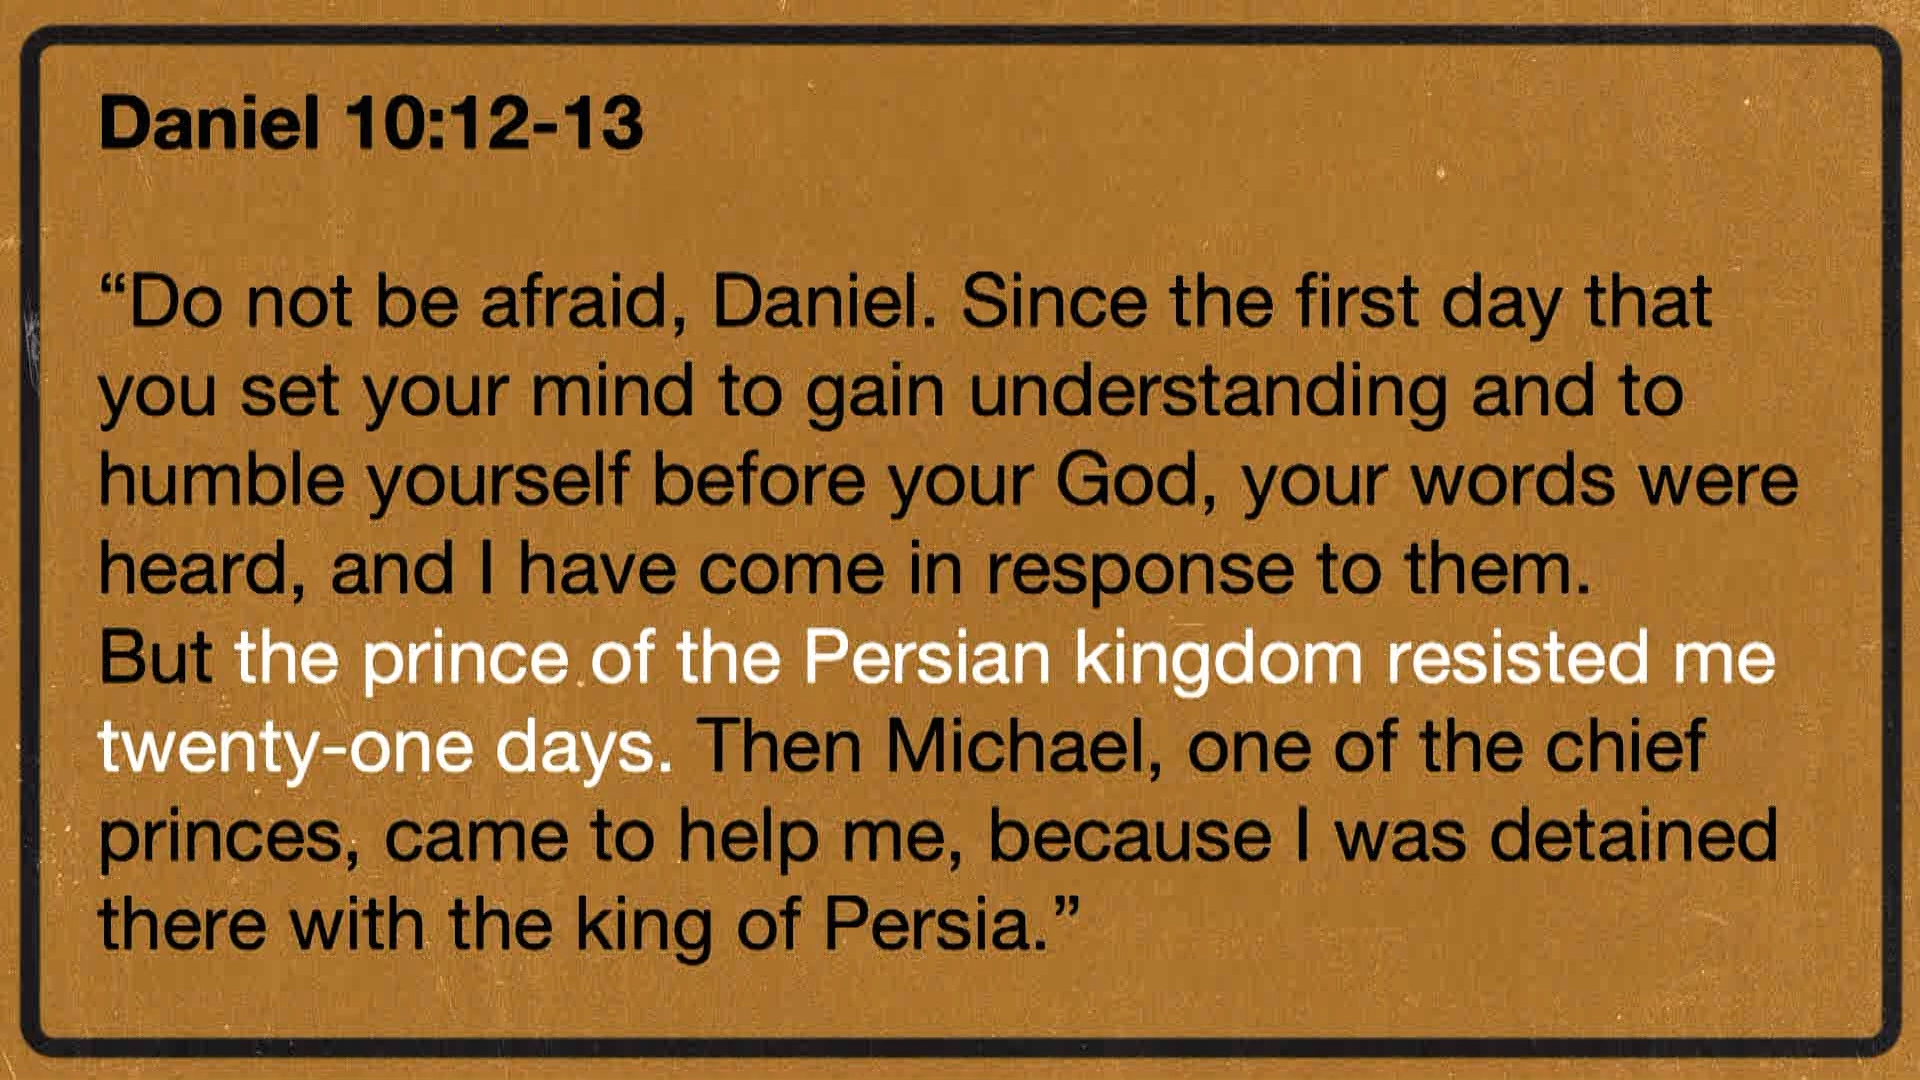 Daniel 10:12-13
“Do not be afraid, Daniel. Since the first day that
you set your mind to gain understanding and to
humble yourself before your God, your words were
heard, and I have come in response to them.
But the prince of the Persian kingdom resisted me
twenty-one days. Then Michael, one of the chief
princes, came to help me, because I was detained
there with the king of Persia.”